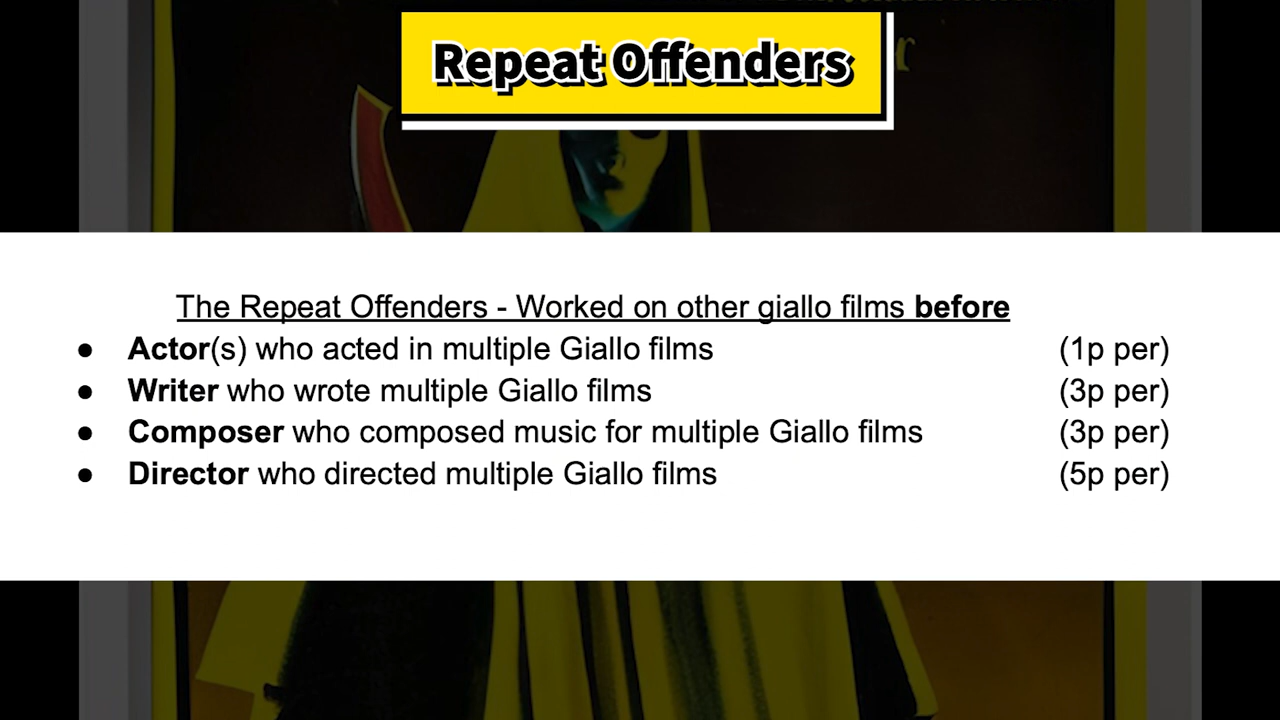 Repeat Offenders
The Repeat Offenders - Worked on other giallo films before
● Actor(s) who acted in multiple Giallo films (1p per)
● Writer who wrote multiple Giallo films (3p per)
● Composer who composed music for multiple Giallo films (3p per)
● Director who directed multiple Giallo films (5p per)